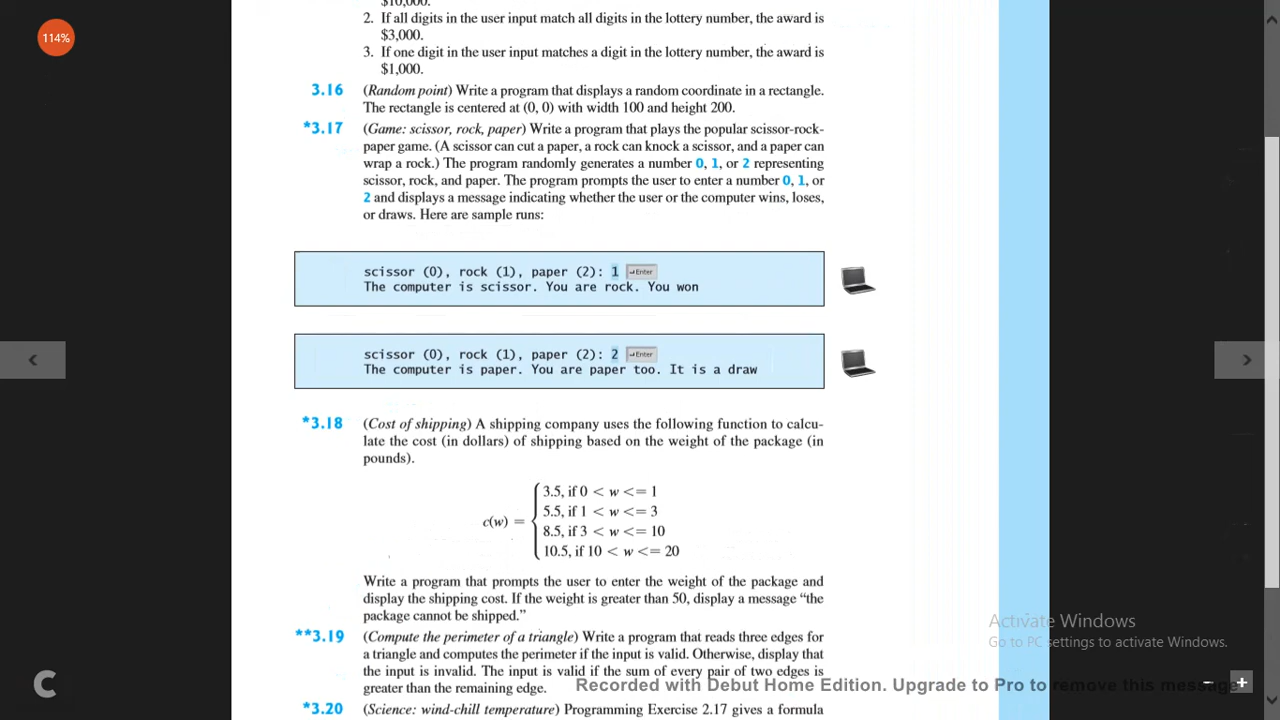 114%
$10,000.
2. If all digits in the user input match all digits in the lottery number, the award is
$3,000.
3. If one digit in the user input matches a digit in the lottery number, the award is
$1,000.
3.16 (Random point) Write a program that displays a random coordinate in a rectangle.
The rectangle is centered at (0, 0) with width 100 and height 200.
*3.17 (Game: scissor, rock, paper) Write a program that plays the popular scissor-rock-
paper game. (A scissor can cut a paper, a rock can knock a scissor, and a paper can
wrap a rock.) The program randomly generates a number 0, 1, or 2 representing
scissor, rock, and paper. The program prompts the user to enter a number 0, 1, or
2 and displays a message indicating whether the user or the computer wins, loses,
or draws. Here are sample runs:
scissor (0), rock (1), paper (2): 1 ↵Enter
The computer is scissor. You are rock. You won
scissor (0), rock (1), paper (2): 2 ↵Enter
The computer is paper. You are paper too. It is a draw
*3.18 (Cost of shipping) A shipping company uses the following function to calcu-
late the cost (in dollars) of shipping based on the weight of the package (in
pounds).
3.5, if 0 < w <= 1
5.5, if 1 < w <= 3
c(w) =
8.5, if 3 < w <= 10
10.5, if 10 < w <= 20
Write a program that prompts the user to enter the weight of the package and
display the shipping cost. If the weight is greater than 50, display a message “the
package cannot be shipped.”
**3.19 (Compute the perimeter of a triangle) Write a program that reads three edges for
a triangle and computes the perimeter if the input is valid. Otherwise, display that
the input is invalid. The input is valid if the sum of every pair of two edges is
greater than the remaining edge.
*3.20 (Science: wind-chill temperature) Programming Exercise 2.17 gives a formula
Activate Windows
Go to PC settings to activate Windows.
Recorded with Debut Home Edition. Upgrade to Pro to remove this message